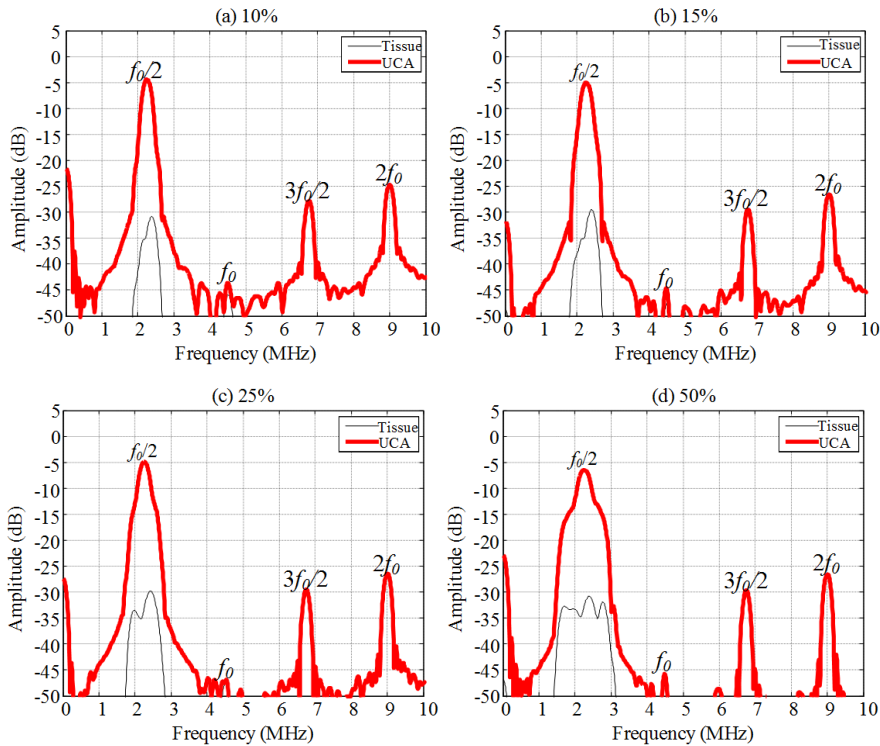 (a) 10%
Tissue
UCA
f0/2
f0
3f0/2
2f0
5
0
-5
-10
-15
-20
-25
-30
-35
-40
-45
-50
Amplitude (dB)
0 1 2 3 4 5 6 7 8 9 10
Frequency (MHz)
(b) 15%
Tissue
UCA
f0/2
f0
3f0/2
2f0
5
0
-5
-10
-15
-20
-25
-30
-35
-40
-45
-50
Amplitude (dB)
0 1 2 3 4 5 6 7 8 9 10
Frequency (MHz)
(c) 25%
Tissue
UCA
f0/2
f0
3f0/2
2f0
5
0
-5
-10
-15
-20
-25
-30
-35
-40
-45
-50
Amplitude (dB)
0 1 2 3 4 5 6 7 8 9 10
Frequency (MHz)
(d) 50%
Tissue
UCA
f0/2
f0
3f0/2
2f0
5
0
-5
-10
-15
-20
-25
-30
-35
-40
-45
-50
Amplitude (dB)
0 1 2 3 4 5 6 7 8 9 10
Frequency (MHz)